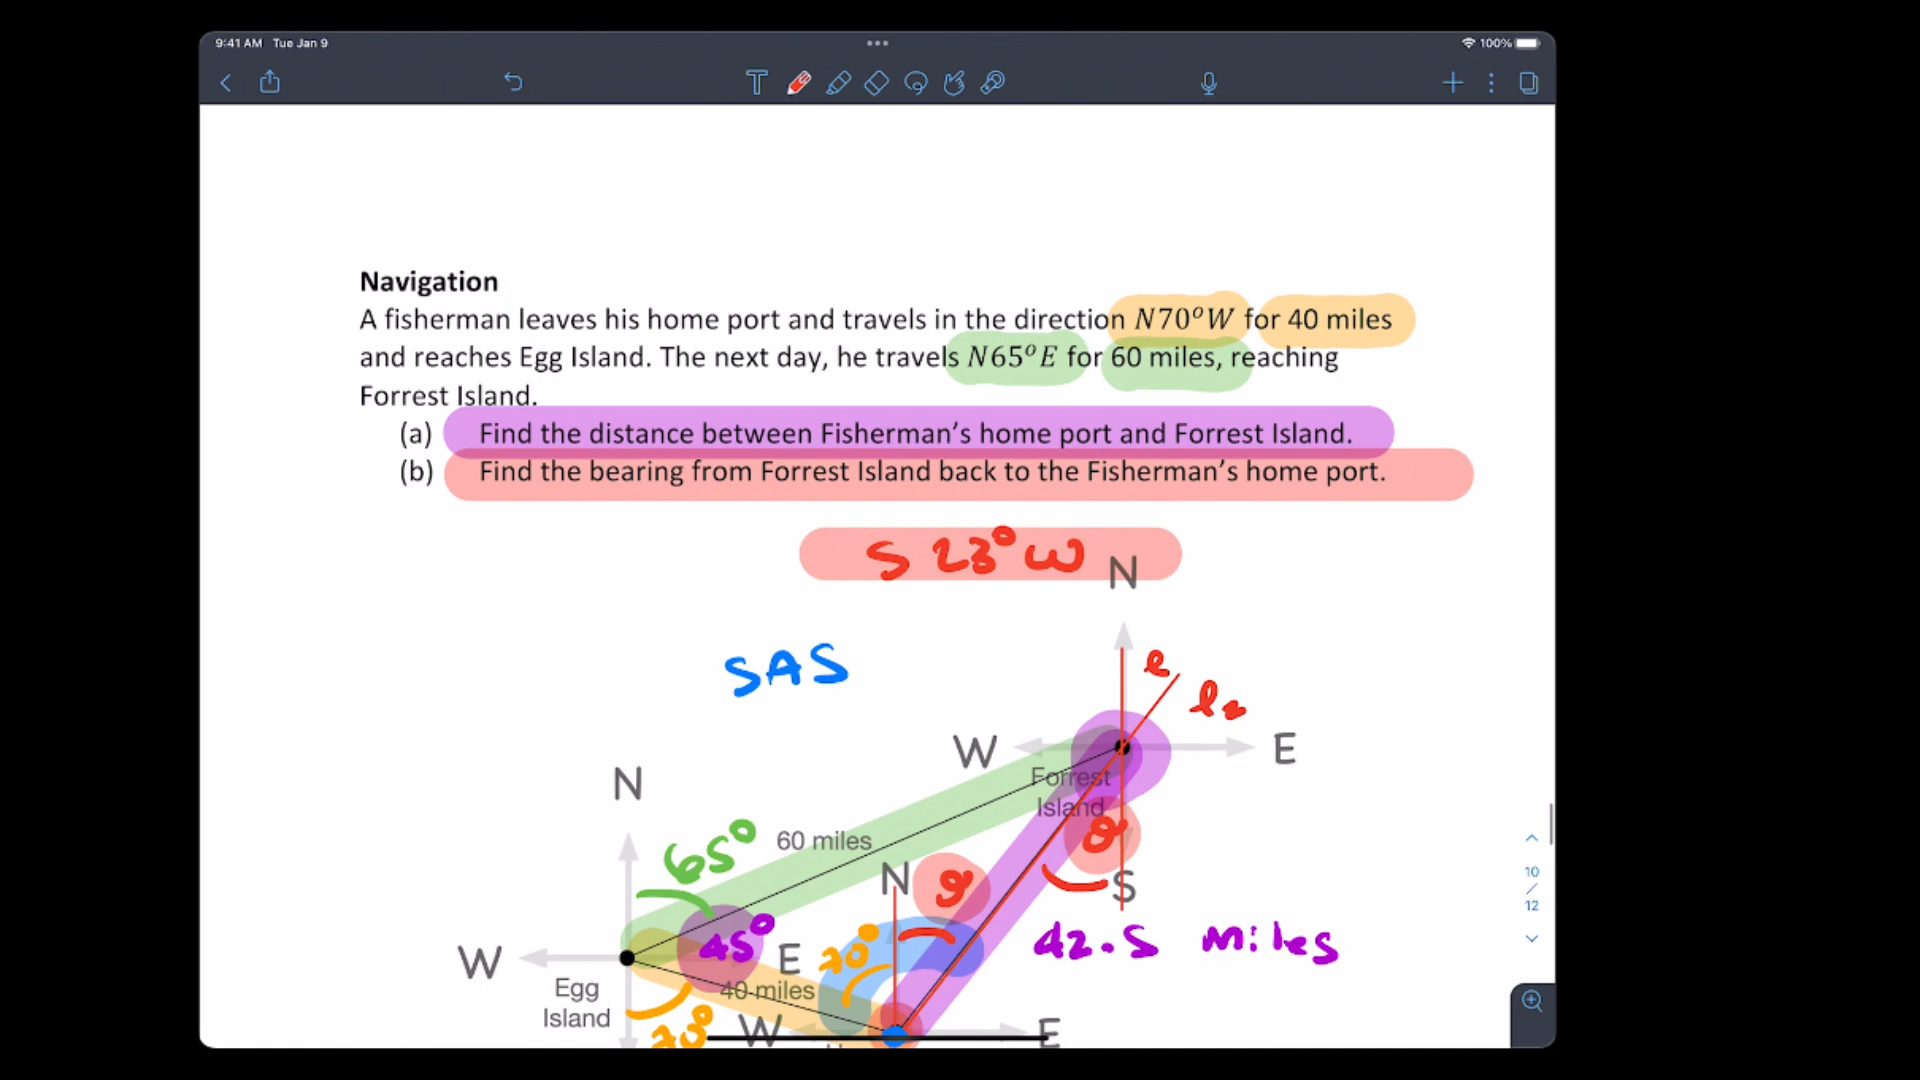 9:41 AM Tue Jan 9
100%
T
Navigation
A fisherman leaves his home port and travels in the direction N70°W for 40 miles
and reaches Egg Island. The next day, he travels N65°E for 60 miles, reaching
Forrest Island.
(a) Find the distance between Fisherman's home port and Forrest Island.
(b) Find the bearing from Forrest Island back to the Fisherman's home port.
S 23° W
N
SAS
W
E
Forrest
Island
N
65°
60 miles
N
S
10
/
12
W
45°
E
70°
42.5 miles
Egg
Island
40 miles
70°
W
E